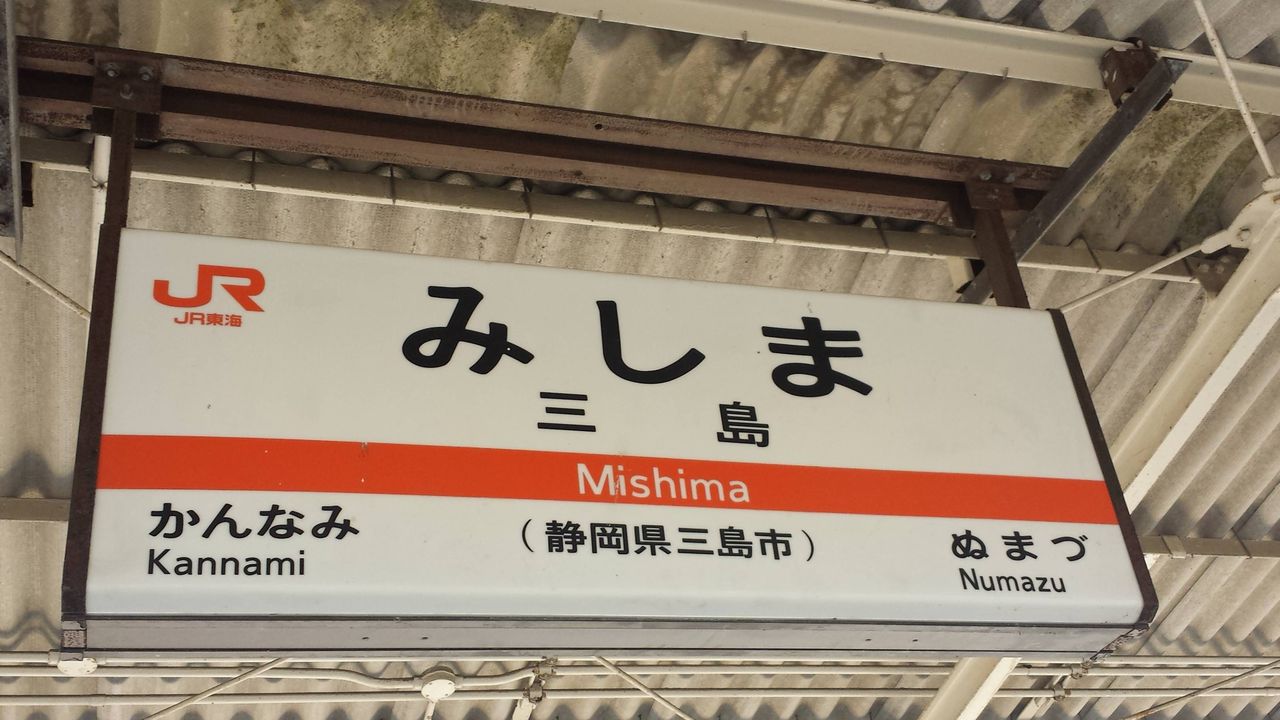 JR
JR東海
みしま
三島
Mishima
かんなみ
Kannami
（静岡県三島市）
ぬまづ
Numazu